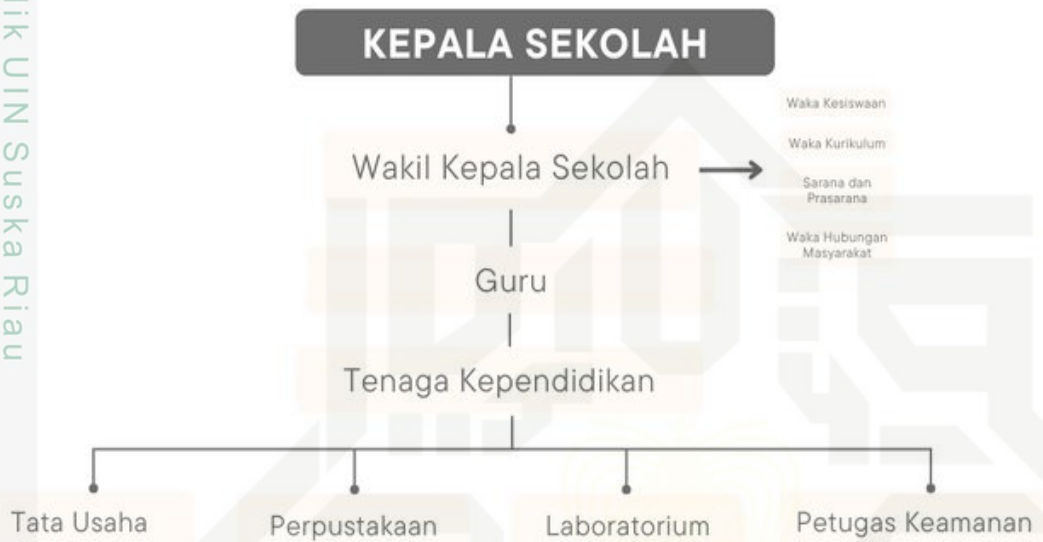 KEPALA SEKOLAH
Wakil Kepala Sekolah
Waka Kesiswaan
Waka Kurikulum
Sarana dan
Prasarana
Waka Hubungan
Masyarakat
Guru
Tenaga Kependidikan
Tata Usaha
Perpustakaan
Laboratorium
Petugas Keamanan
lik UIN Suska Riau